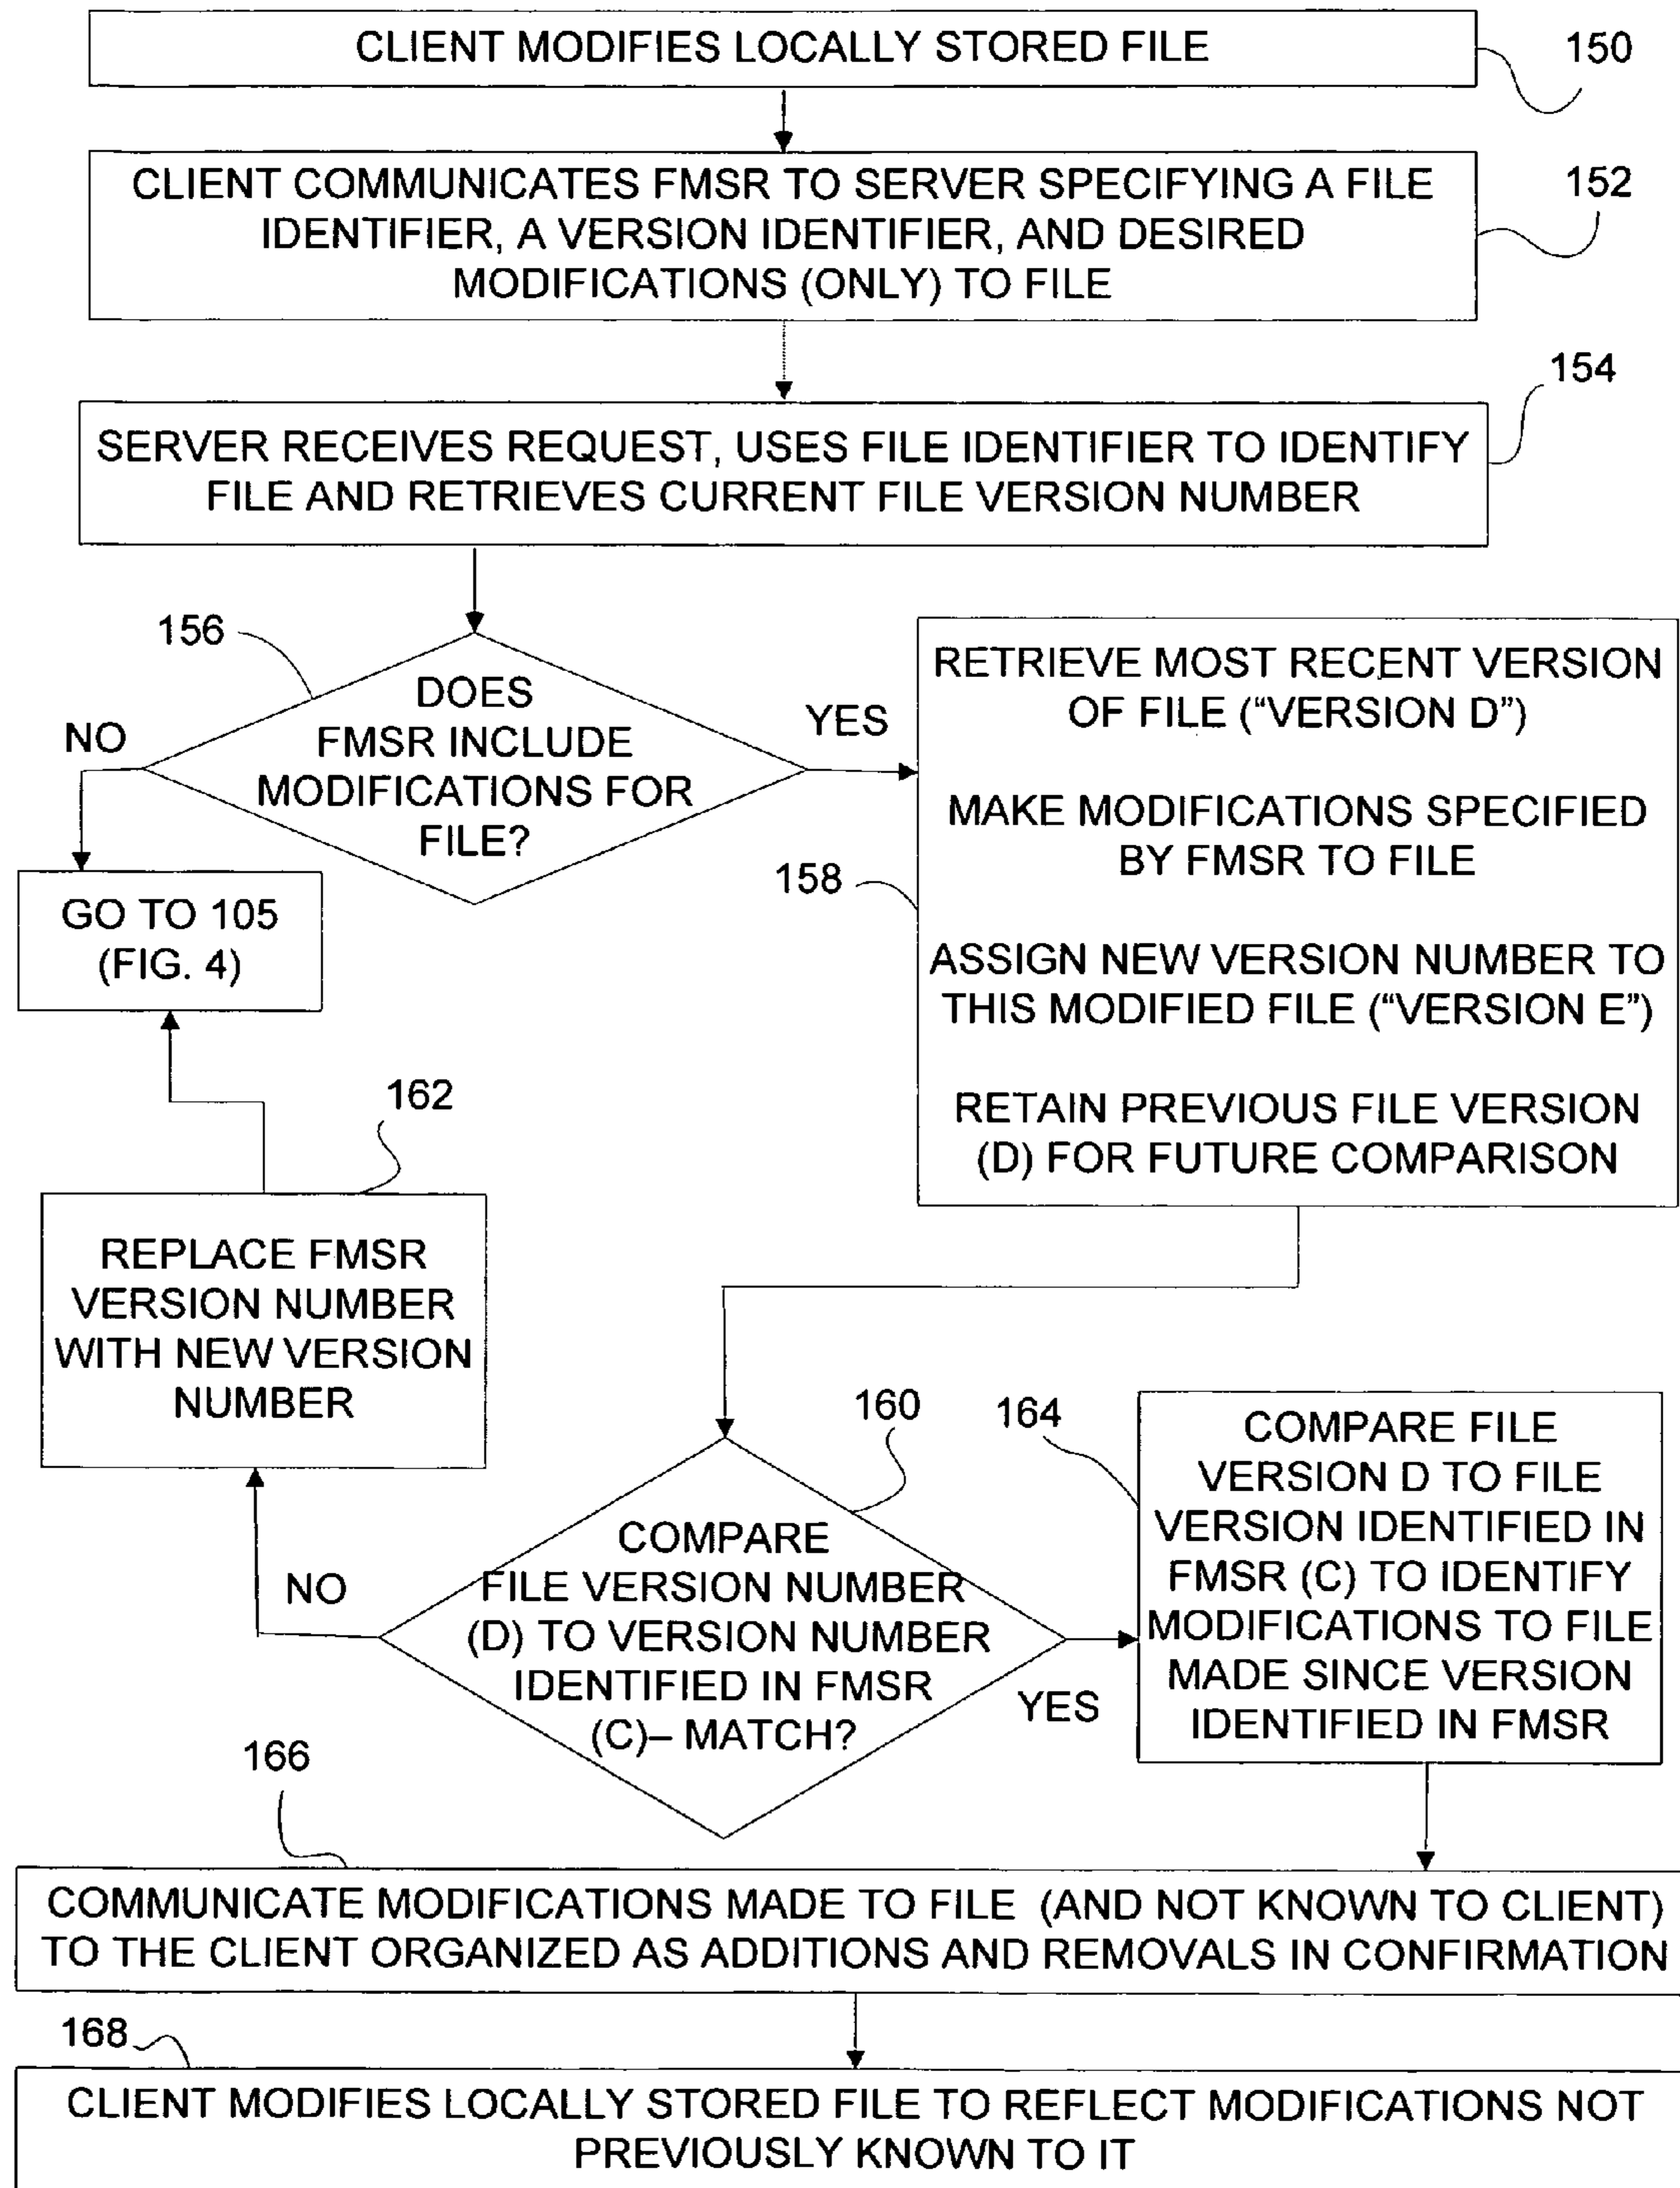 CLIENT MODIFIES LOCALLY STORED FILE
150
CLIENT COMMUNICATES FMSR TO SERVER SPECIFYING A FILE
IDENTIFIER, A VERSION IDENTIFIER, AND DESIRED
MODIFICATIONS (ONLY) TO FILE
152
154
SERVER RECEIVES REQUEST, USES FILE IDENTIFIER TO IDENTIFY
FILE AND RETRIEVES CURRENT FILE VERSION NUMBER
156
DOES
FMSR INCLUDE
MODIFICATIONS FOR
FILE?
NO
YES
GO TO 105
(FIG. 4)
158
RETRIEVE MOST RECENT VERSION
OF FILE (“VERSION D”)
MAKE MODIFICATIONS SPECIFIED
BY FMSR TO FILE
ASSIGN NEW VERSION NUMBER TO
THIS MODIFIED FILE (“VERSION E”)
RETAIN PREVIOUS FILE VERSION
(D) FOR FUTURE COMPARISON
162
REPLACE FMSR
VERSION NUMBER
WITH NEW VERSION
NUMBER
160
COMPARE
FILE VERSION NUMBER
(D) TO VERSION NUMBER
IDENTIFIED IN FMSR
(C)– MATCH?
NO
YES
164
COMPARE FILE
VERSION D TO FILE
VERSION IDENTIFIED IN
FMSR (C) TO IDENTIFY
MODIFICATIONS TO FILE
MADE SINCE VERSION
IDENTIFIED IN FMSR
166
COMMUNICATE MODIFICATIONS MADE TO FILE (AND NOT KNOWN TO CLIENT)
TO THE CLIENT ORGANIZED AS ADDITIONS AND REMOVALS IN CONFIRMATION
168
CLIENT MODIFIES LOCALLY STORED FILE TO REFLECT MODIFICATIONS NOT
PREVIOUSLY KNOWN TO IT